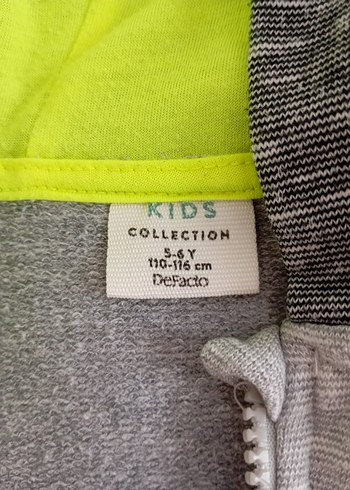 KIDS
COLLECTION
5-6 Y
110-116 cm
DeFacto